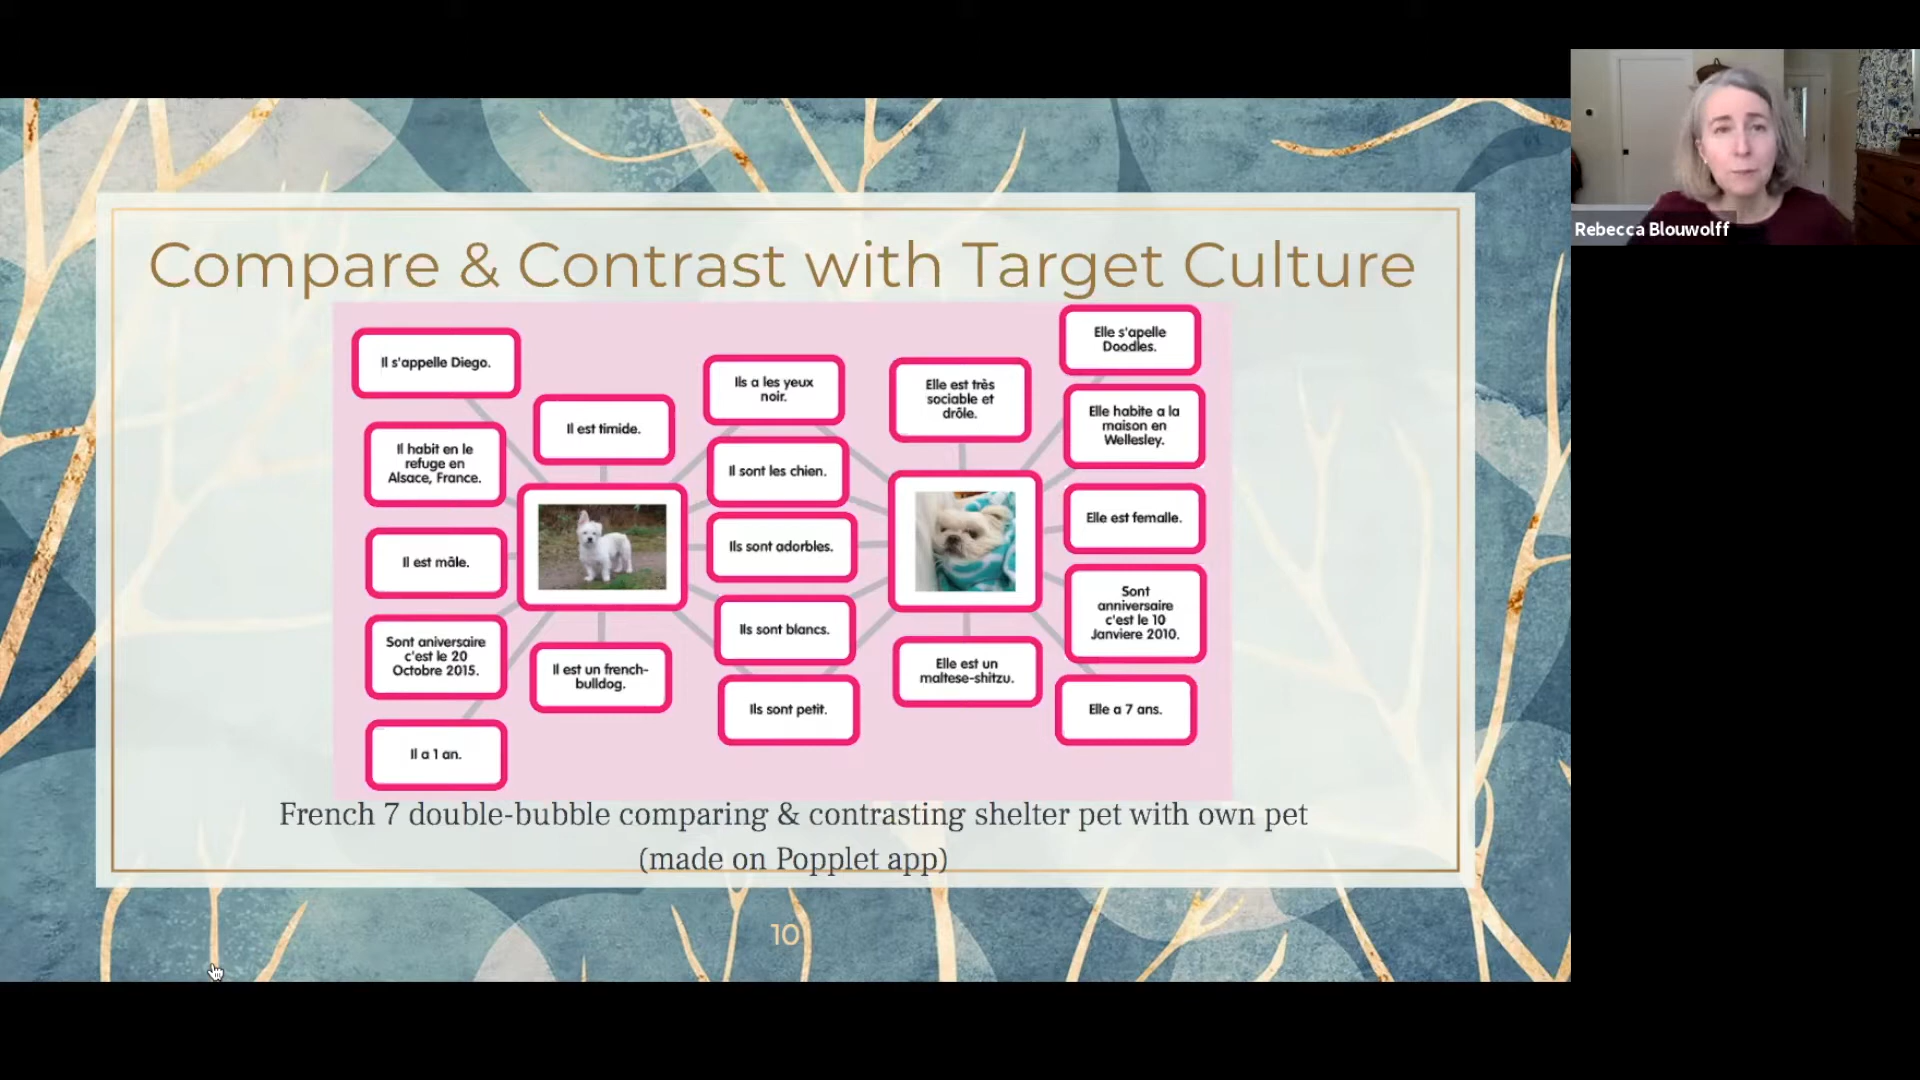 Compare & Contrast with Target Culture
Il s'appelle Diego.
Il habit en le
refuge en
Alsace, France.
Il est mâle.
Sont aniversaire
c'est le 20
Octobre 2015.
Il a 1 an.
Il est timide.
Il est un french-
bulldog.
Ils a les yeux
noir.
Il sont les chien.
Ils sont adorbles.
Ils sont blancs.
Ils sont petit.
Elle est très
sociable et
drôle.
Elle est un
maltese-shitzu.
Elle s'apelle
Doodles.
Elle habite a la
maison en
Wellesley.
Elle est femalle.
Sont
anniversaire
c'est le 10
Janviere 2010.
Elle a 7 ans.
French 7 double-bubble comparing & contrasting shelter pet with own pet
(made on Popplet app)
10
Rebecca Blouwolff